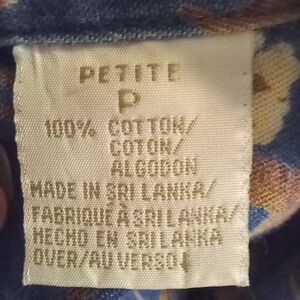 PETITE
P
100% COTTON/
COTON/
ALGODON
MADE IN SRI LANKA/
FABRIQUÉ À SRI LANKA/
HECHO EN SRI LANKA
OVER/AU VERSO↓